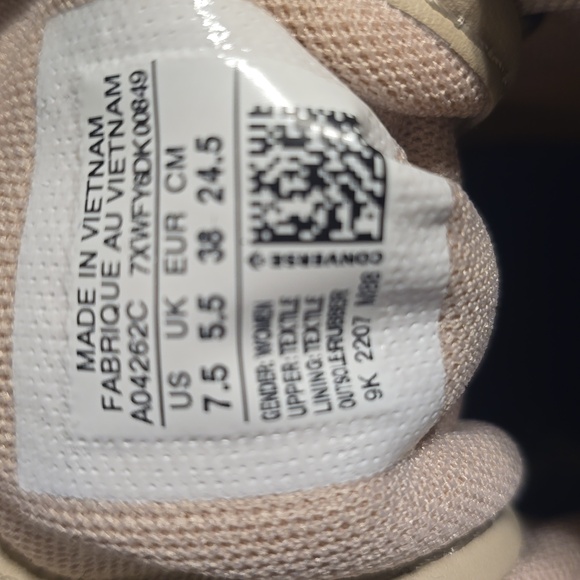 MADE IN VIETNAM
FABRIQUE AU VIETNAM
A04262C 7XWFY6DK00849
US UK EUR CM
7.5 5.5 38 24.5
CONVERSE
GENDER: WOMEN
UPPER: TEXTILE
LINING: TEXTILE
OUTSOLE:RUBBER
9K 2207 M88